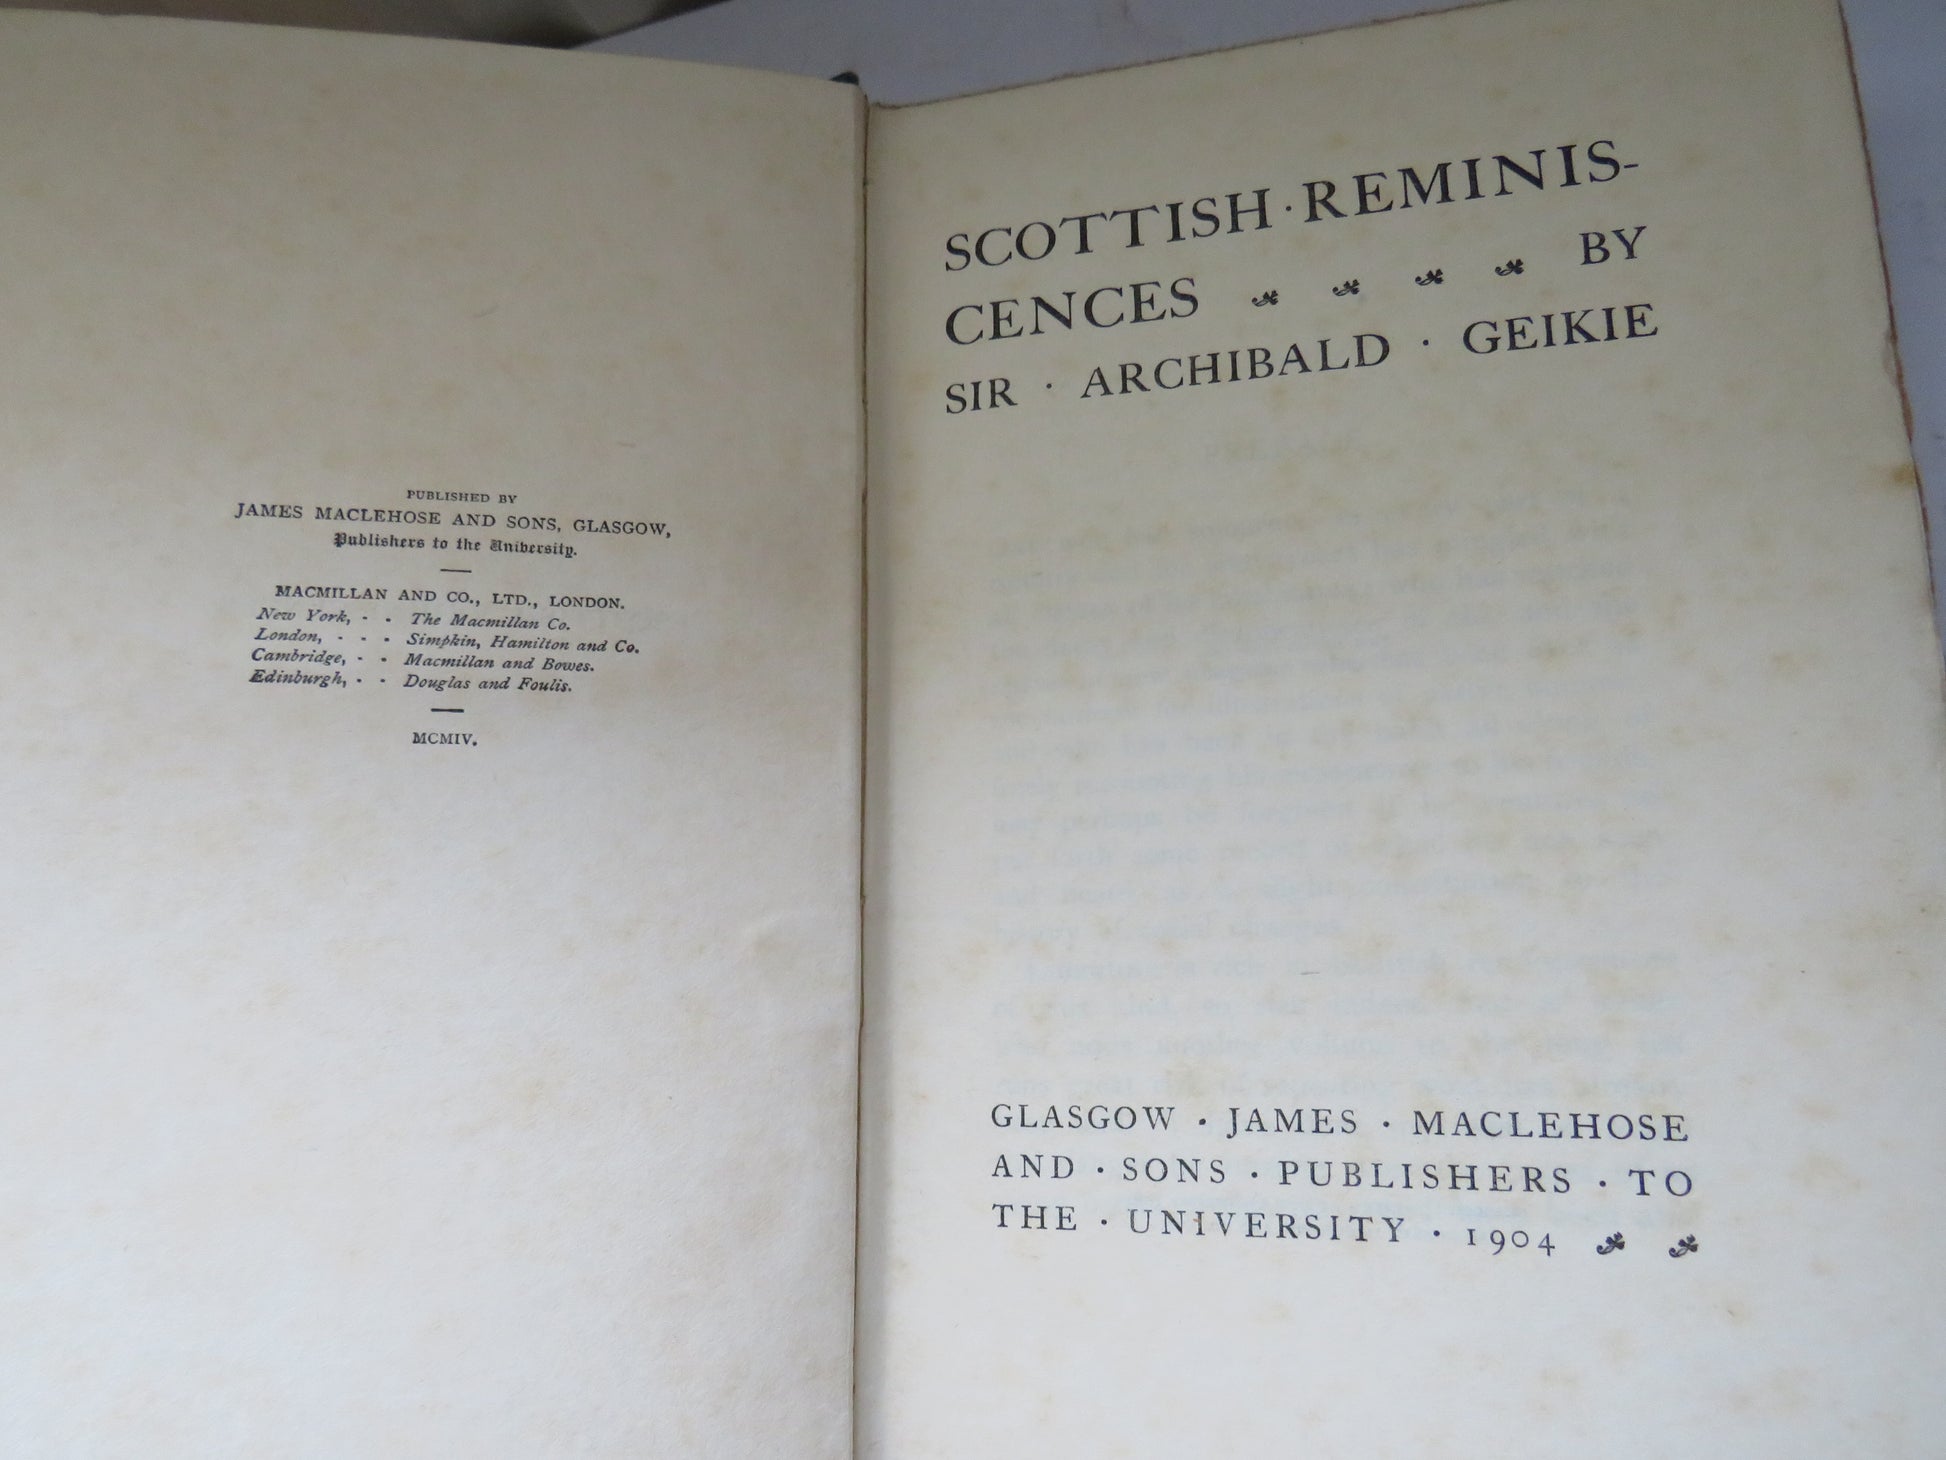 PUBLISHED BY
JAMES MACLEHOSE AND SONS, GLASGOW,
Publishers to the University.
MACMILLAN AND CO., LTD., LONDON.
New York, - - The Macmillan Co.
London, - - - Simpkin, Hamilton and Co.
Cambridge, - - Macmillan and Bowes.
Edinburgh, - - Douglas and Foulis.
MCMIV.
SCOTTISH · REMINIS-
CENCES BY
SIR · ARCHIBALD · GEIKIE
GLASGOW · JAMES · MACLEHOSE
AND · SONS · PUBLISHERS · TO
THE · UNIVERSITY · 1904